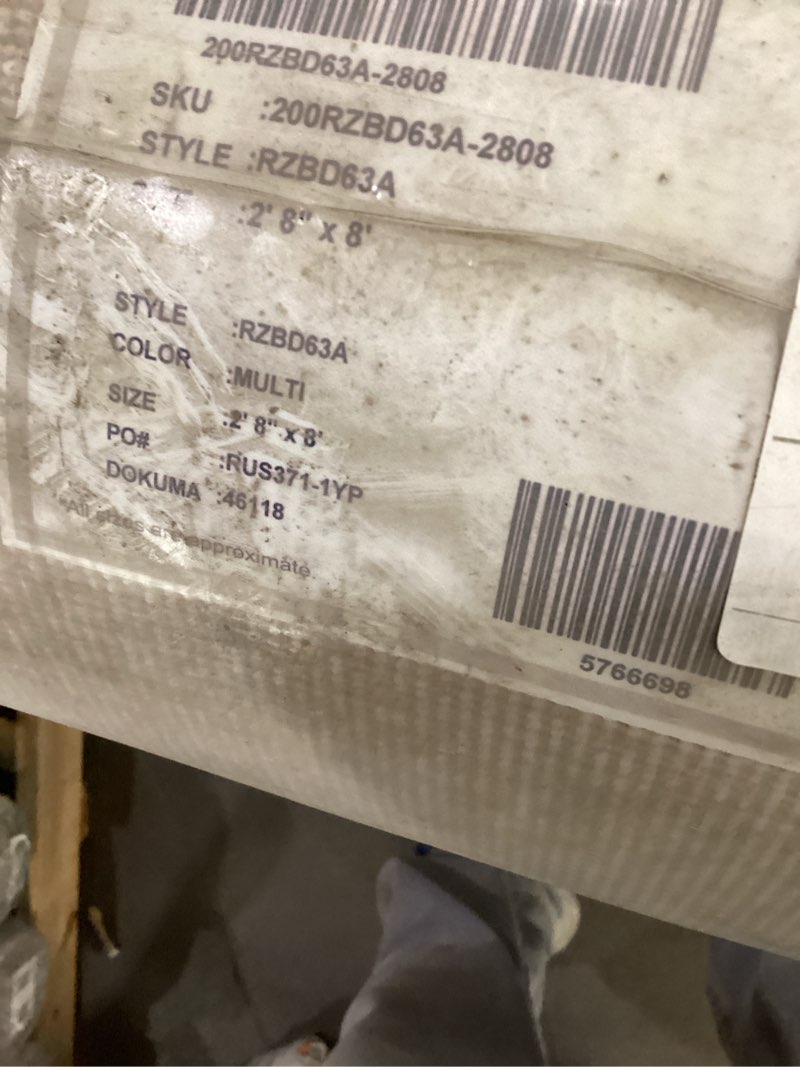 200RZBD63A-2808
SKU :200RZBD63A-2808
STYLE :RZBD63A
:2' 8" x 8'
STYLE :RZBD63A
COLOR :MULTI
SIZE :2' 8" x 8'
PO# :RUS371-1YP
DOKUMA :46118
*All sizes are approximate.
5766698